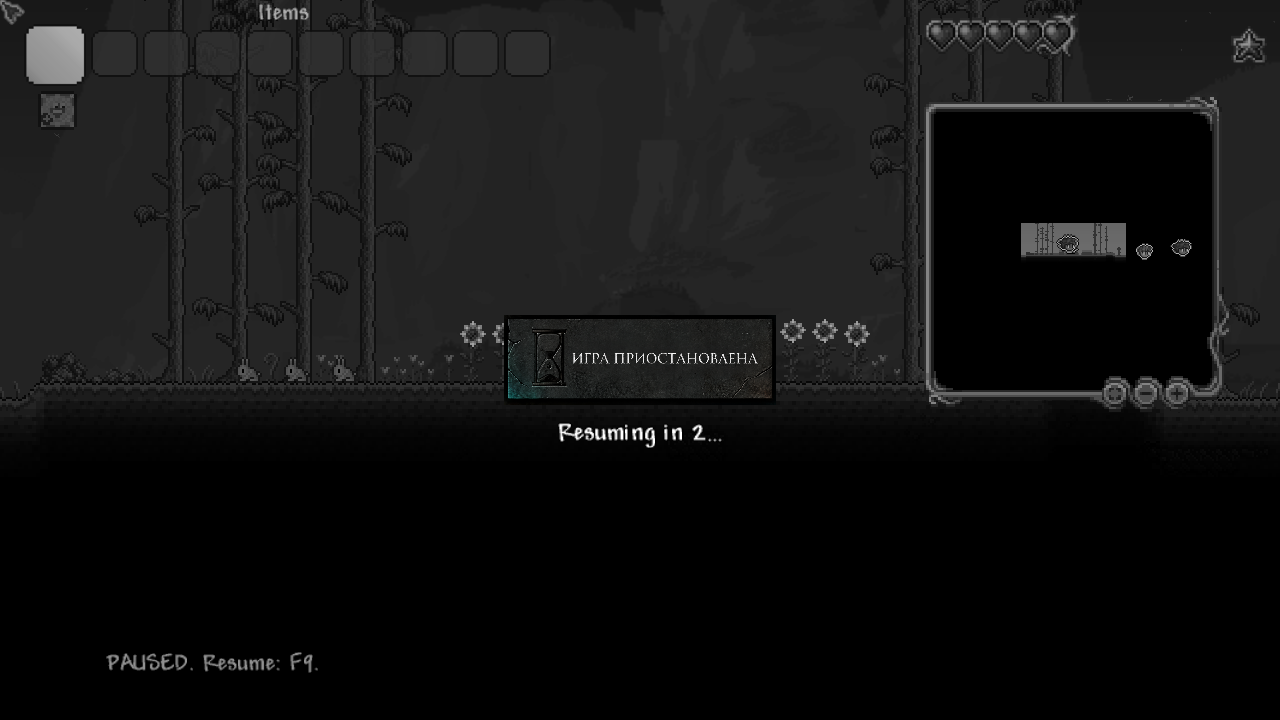 Items
ИГРА ПРИОСТАНОВЛЕНА
Resuming in 2...
PAUSED. Resume: F9.